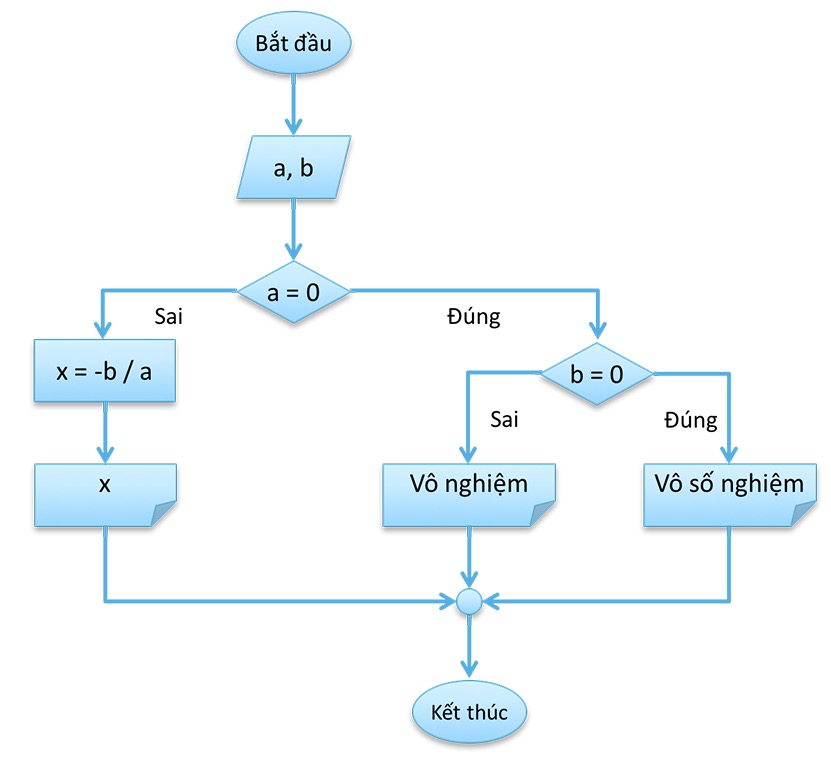 Bắt đầu
a, b
a = 0
Sai
Đúng
x = -b / a
b = 0
Sai
Đúng
x
Vô nghiệm
Vô số nghiệm
Kết thúc